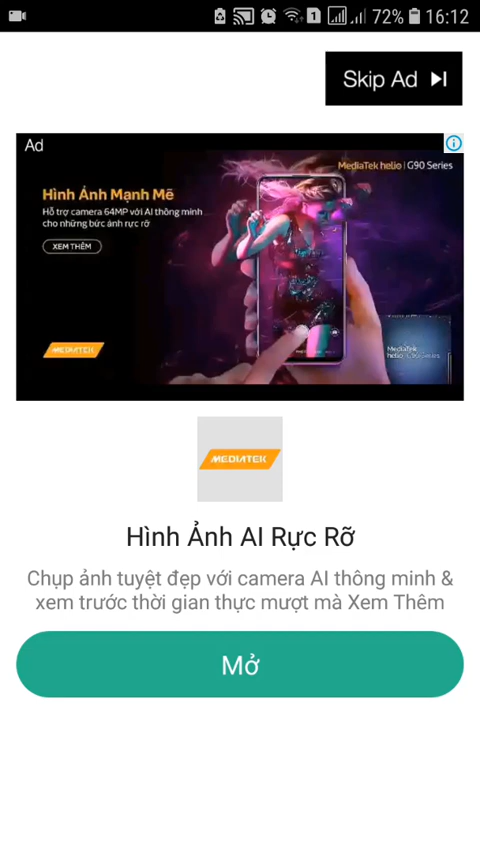 1
72%
16:12
Skip Ad
Ad
MediaTek helio | G90 Series
Hình Ảnh Mạnh Mẽ
Hỗ trợ camera 64MP với AI thông minh
cho những bức ảnh rực rỡ
XEM THÊM
MediaTek
helio | G90 Series
MEDIATEK
MEDIATEK
Hình Ảnh AI Rực Rỡ
Chụp ảnh tuyệt đẹp với camera AI thông minh &
xem trước thời gian thực mượt mà Xem Thêm
Mở